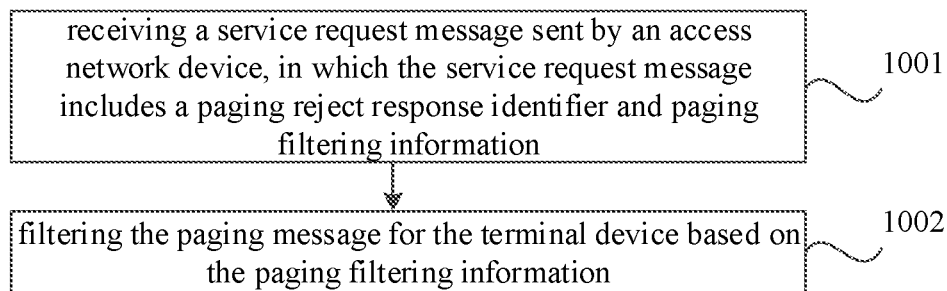 receiving a service request message sent by an access
network device, in which the service request message
includes a paging reject response identifier and paging
filtering information
1001
filtering the paging message for the terminal device based on
the paging filtering information
1002